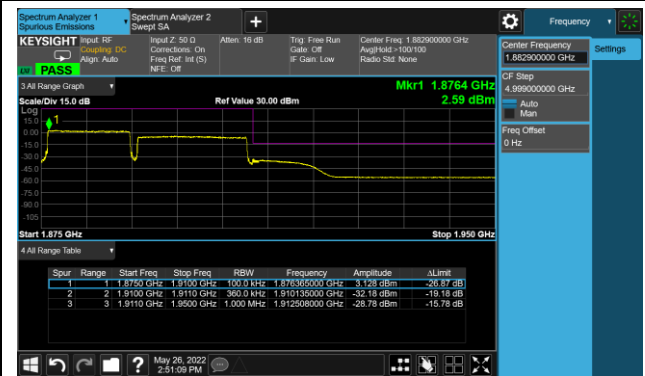 Spectrum Analyzer 1
Spurious Emissions
Spectrum Analyzer 2
Swept SA
Frequency
KEYSIGHT
Input: RF
Coupling: DC
Align: Auto
Input Z: 50 Ω
Corrections: On
Freq Ref: Int (S)
NFE: Off
Atten: 16 dB
Trig: Free Run
Gate: Off
IF Gain: Low
Center Freq: 1.882900000 GHz
Avg|Hold:>100/100
Radio Std: None
PASS
Center Frequency
1.882900000 GHz
Settings
CF Step
4.999000000 GHz
Auto
Man
Freq Offset
0 Hz
3 All Range Graph
Mkr1 1.8764 GHz
Scale/Div 15.0 dB
Ref Value 30.00 dBm
2.59 dBm
Log
15.0
0.00
-15.0
-30.0
-45.0
-60.0
-75.0
-90.0
-105
1
Start 1.875 GHz
Stop 1.950 GHz
4 All Range Table
Spur Range Start Freq Stop Freq RBW Frequency Amplitude ΔLimit
1 1 1.8750 GHz 1.9100 GHz 100.0 kHz 1.876365000 GHz 3.128 dBm -26.87 dB
2 2 1.9100 GHz 1.9110 GHz 360.0 kHz 1.910135000 GHz -32.18 dBm -19.18 dB
3 3 1.9110 GHz 1.9500 GHz 1.000 MHz 1.912508000 GHz -28.78 dBm -15.78 dB
May 26, 2022
2:51:09 PM